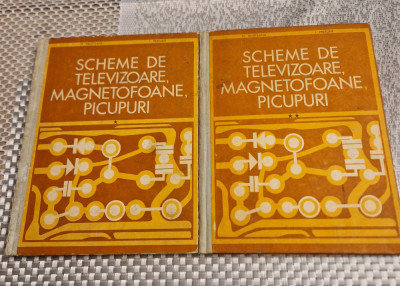 SCHEME DE
TELEVIZOARE,
MAGNETOFOANE,
PICUPURI
*
SCHEME DE
TELEVIZOARE,
MAGNETOFOANE,
PICUPURI
**